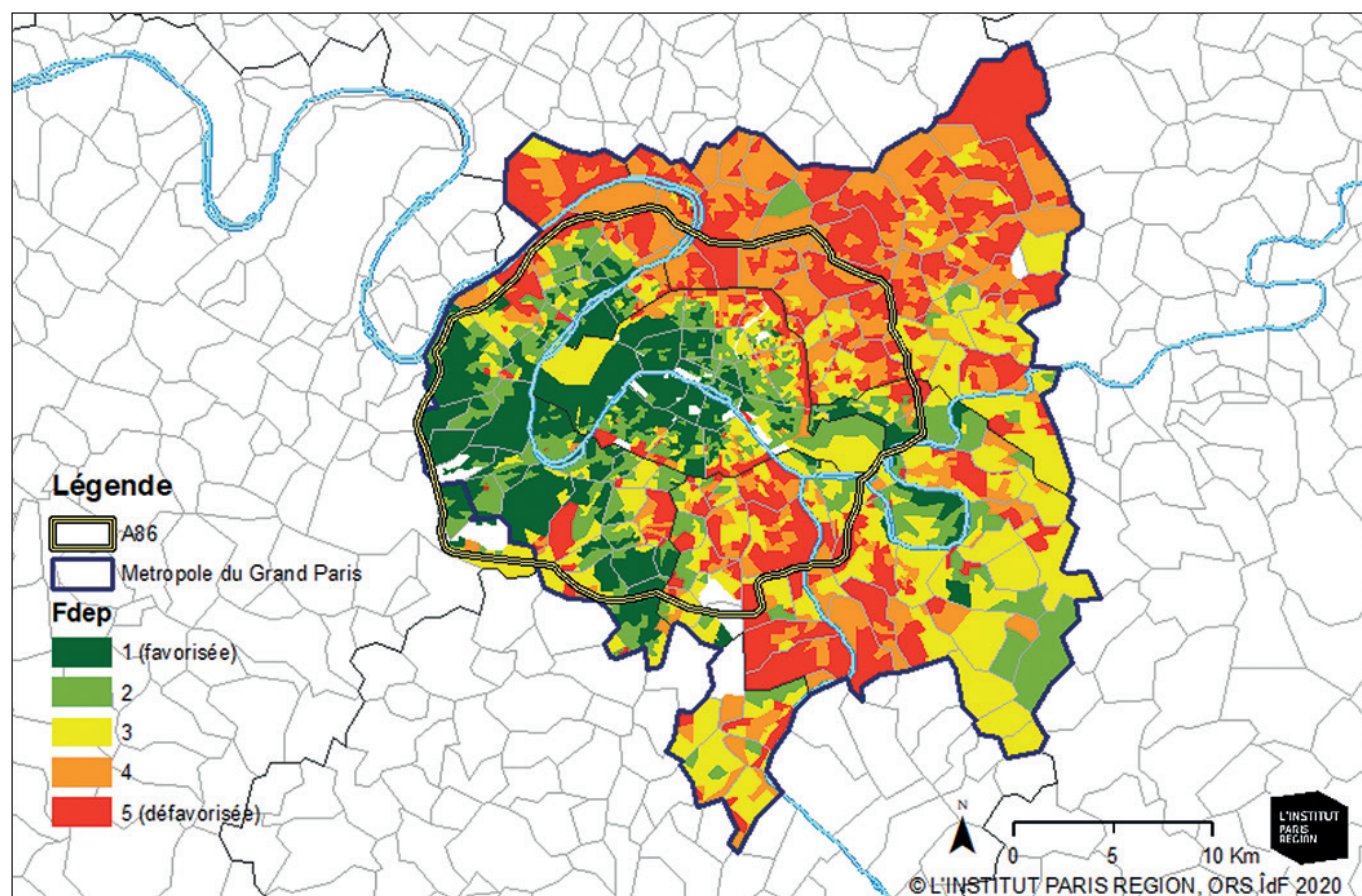 Légende
A86
Metropole du Grand Paris
Fdep
1 (favorisée)
2
3
4
5 (défavorisée)
N
0 5 10 Km
L'INSTITUT
PARIS
REGION
© L'INSTITUT PARIS REGION, ORS ÎdF 2020